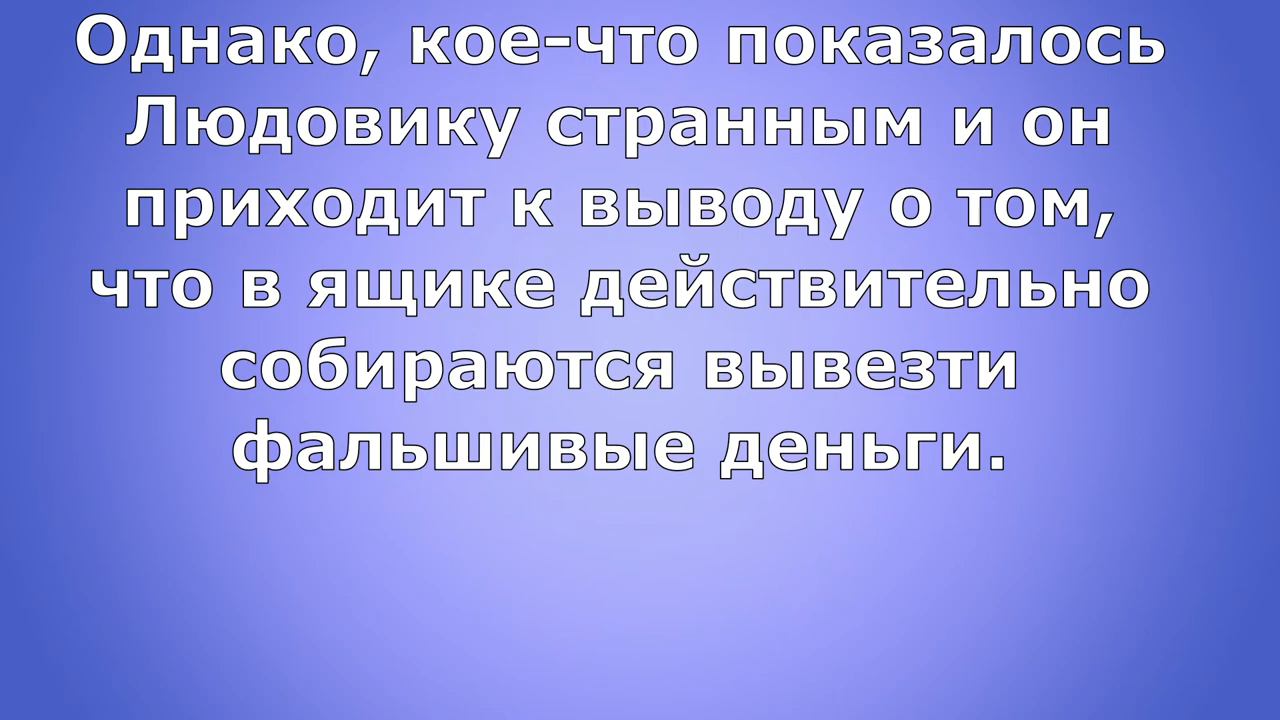 Однако, кое-что показалось
Людовику странным и он
приходит к выводу о том,
что в ящике действительно
собираются вывезти
фальшивые деньги.